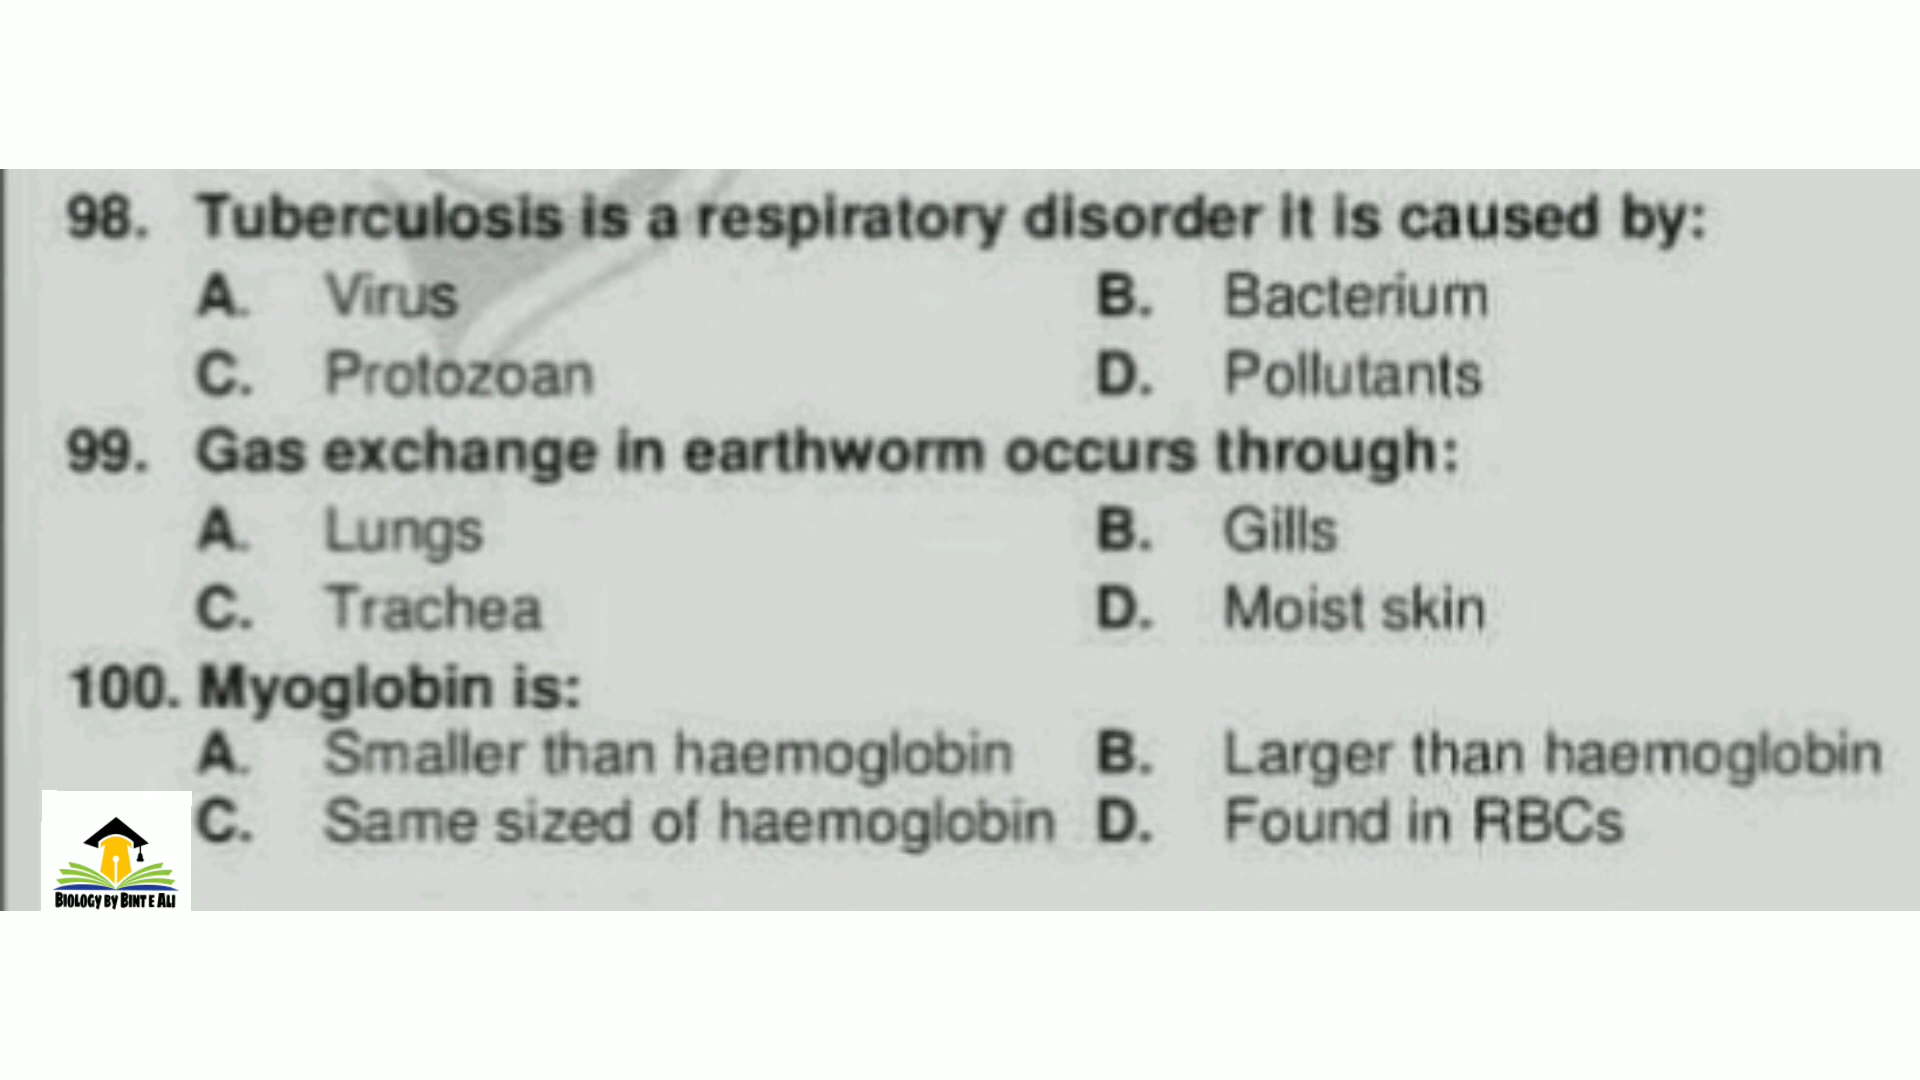 98. Tuberculosis is a respiratory disorder it is caused by:
A. Virus B. Bacterium
C. Protozoan D. Pollutants
99. Gas exchange in earthworm occurs through:
A. Lungs B. Gills
C. Trachea D. Moist skin
100. Myoglobin is:
A. Smaller than haemoglobin B. Larger than haemoglobin
C. Same sized of haemoglobin D. Found in RBCs
BIOLOGY BY BINT E ALI